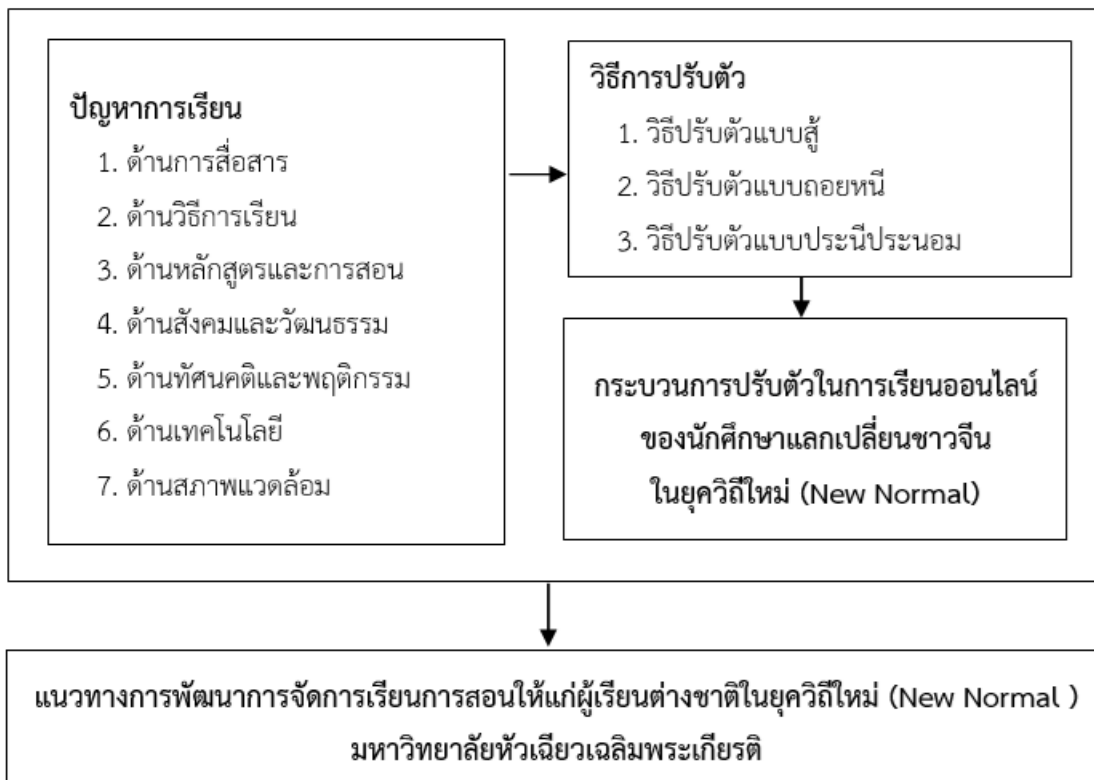 ปัญหาการเรียน
1. ด้านการสื่อสาร
2. ด้านวิธีการเรียน
3. ด้านหลักสูตรและการสอน
4. ด้านสังคมและวัฒนธรรม
5. ด้านทัศนคติและพฤติกรรม
6. ด้านเทคโนโลยี
7. ด้านสภาพแวดล้อม
วิธีการปรับตัว
1. วิธีปรับตัวแบบสู้
2. วิธีปรับตัวแบบถอยหนี
3. วิธีปรับตัวแบบประนีประนอม
กระบวนการปรับตัวในการเรียนออนไลน์
ของนักศึกษาแลกเปลี่ยนชาวจีน
ในยุควิถีใหม่ (New Normal)
แนวทางการพัฒนาการจัดการเรียนการสอนให้แก่ผู้เรียนต่างชาติในยุควิถีใหม่ (New Normal )
มหาวิทยาลัยหัวเฉียวเฉลิมพระเกียรติ